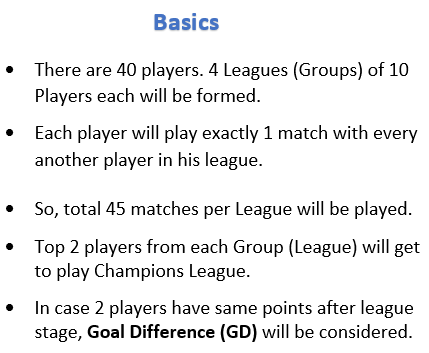 Basics
• There are 40 players. 4 Leagues (Groups) of 10
Players each will be formed.
• Each player will play exactly 1 match with every
another player in his league.
• So, total 45 matches per League will be played.
• Top 2 players from each Group (League) will get
to play Champions League.
• In case 2 players have same points after league
stage, Goal Difference (GD) will be considered.